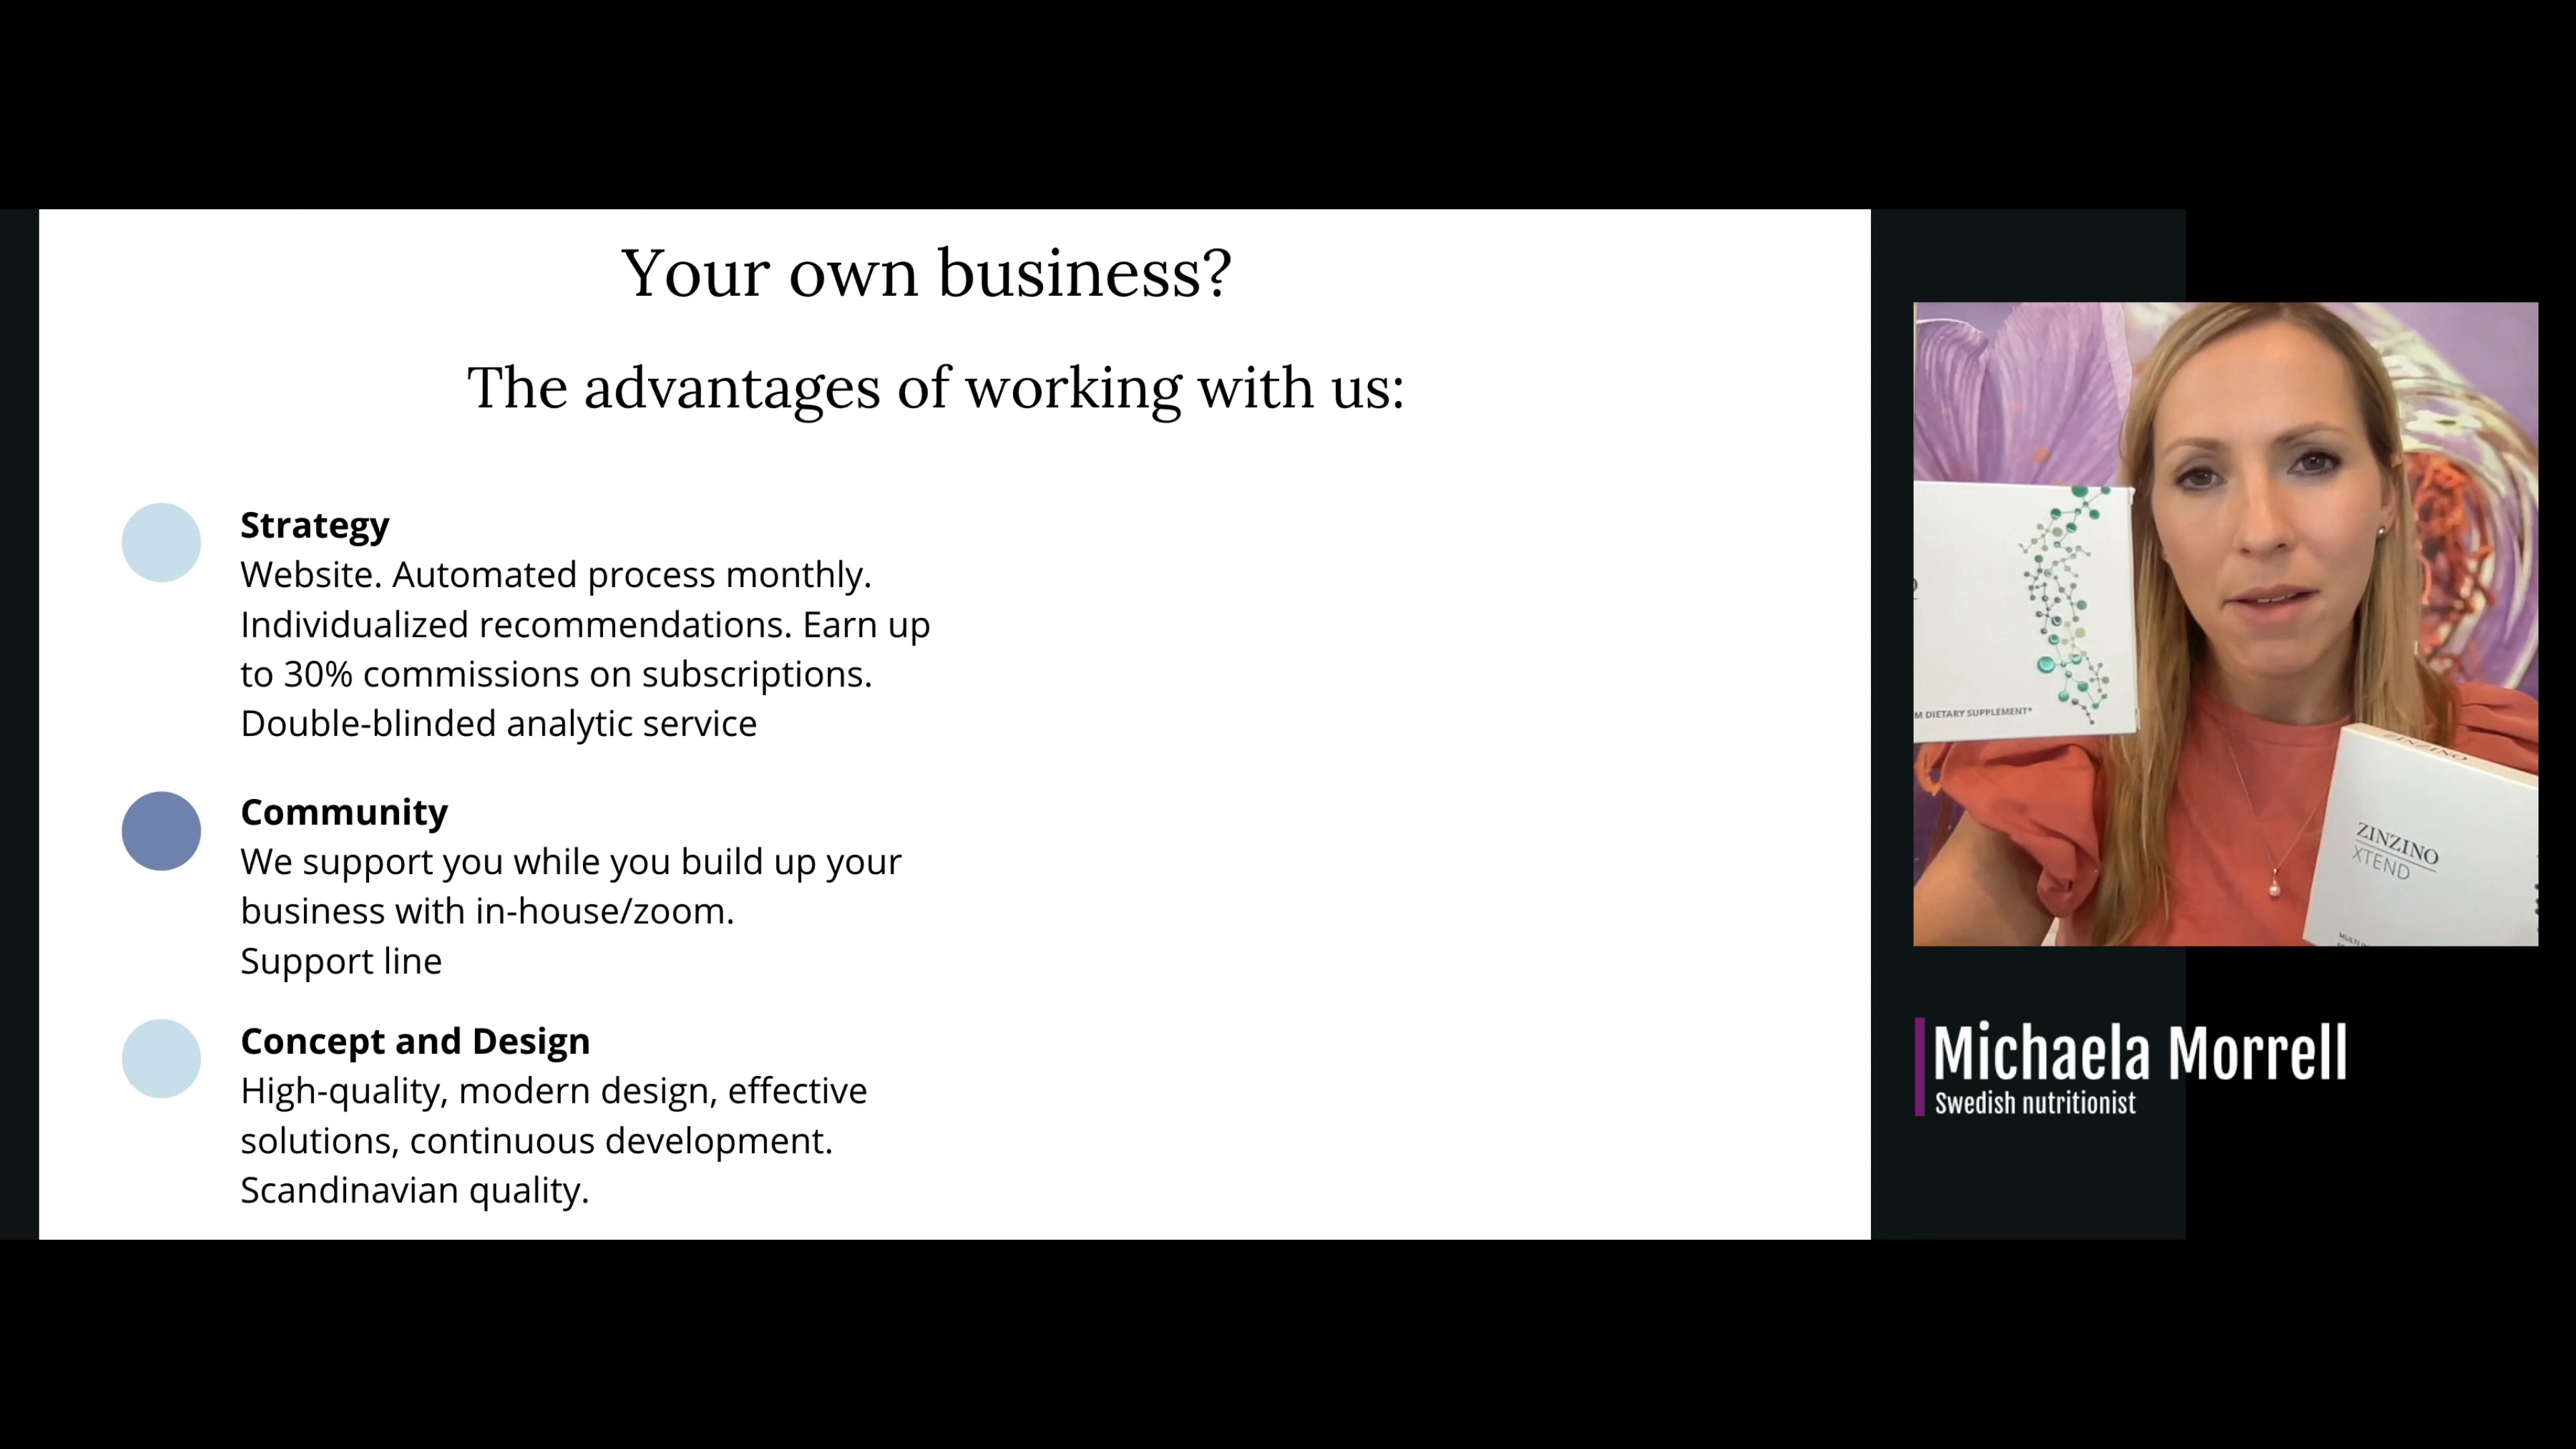 Your own business?
The advantages of working with us:
Strategy
Website. Automated process monthly.
Individualized recommendations. Earn up
to 30% commissions on subscriptions.
Double-blinded analytic service
Community
We support you while you build up your
business with in-house/zoom.
Support line
Concept and Design
High-quality, modern design, effective
solutions, continuous development.
Scandinavian quality.
M DIETARY SUPPLEMENT*
ZINZINO
ZINZINO
XTEND
Michaela Morrell
Swedish nutritionist